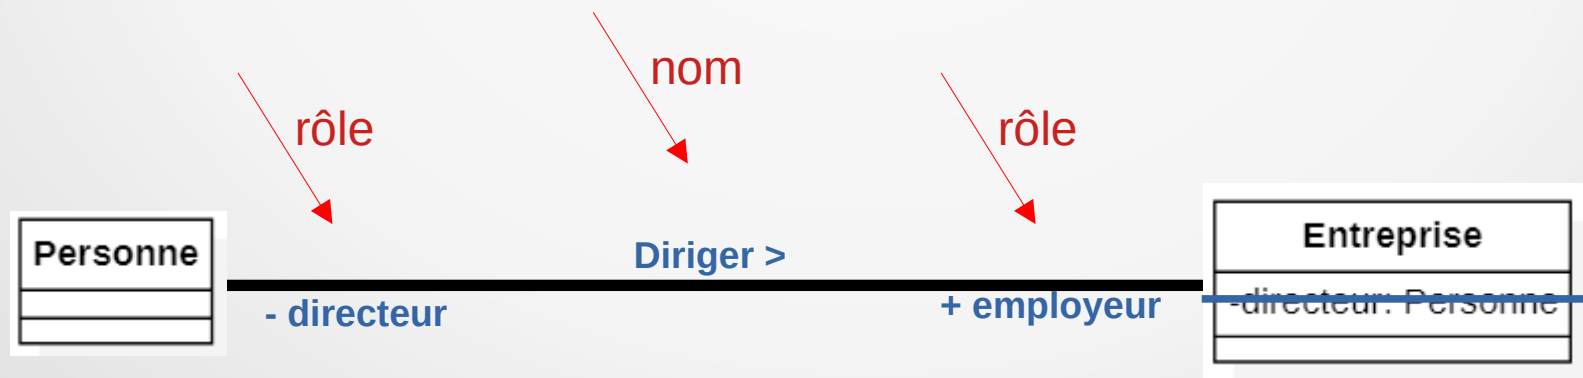 nom
rôle
rôle
Personne
Diriger >
Entreprise
- directeur
+ employeur
-directeur: Personne